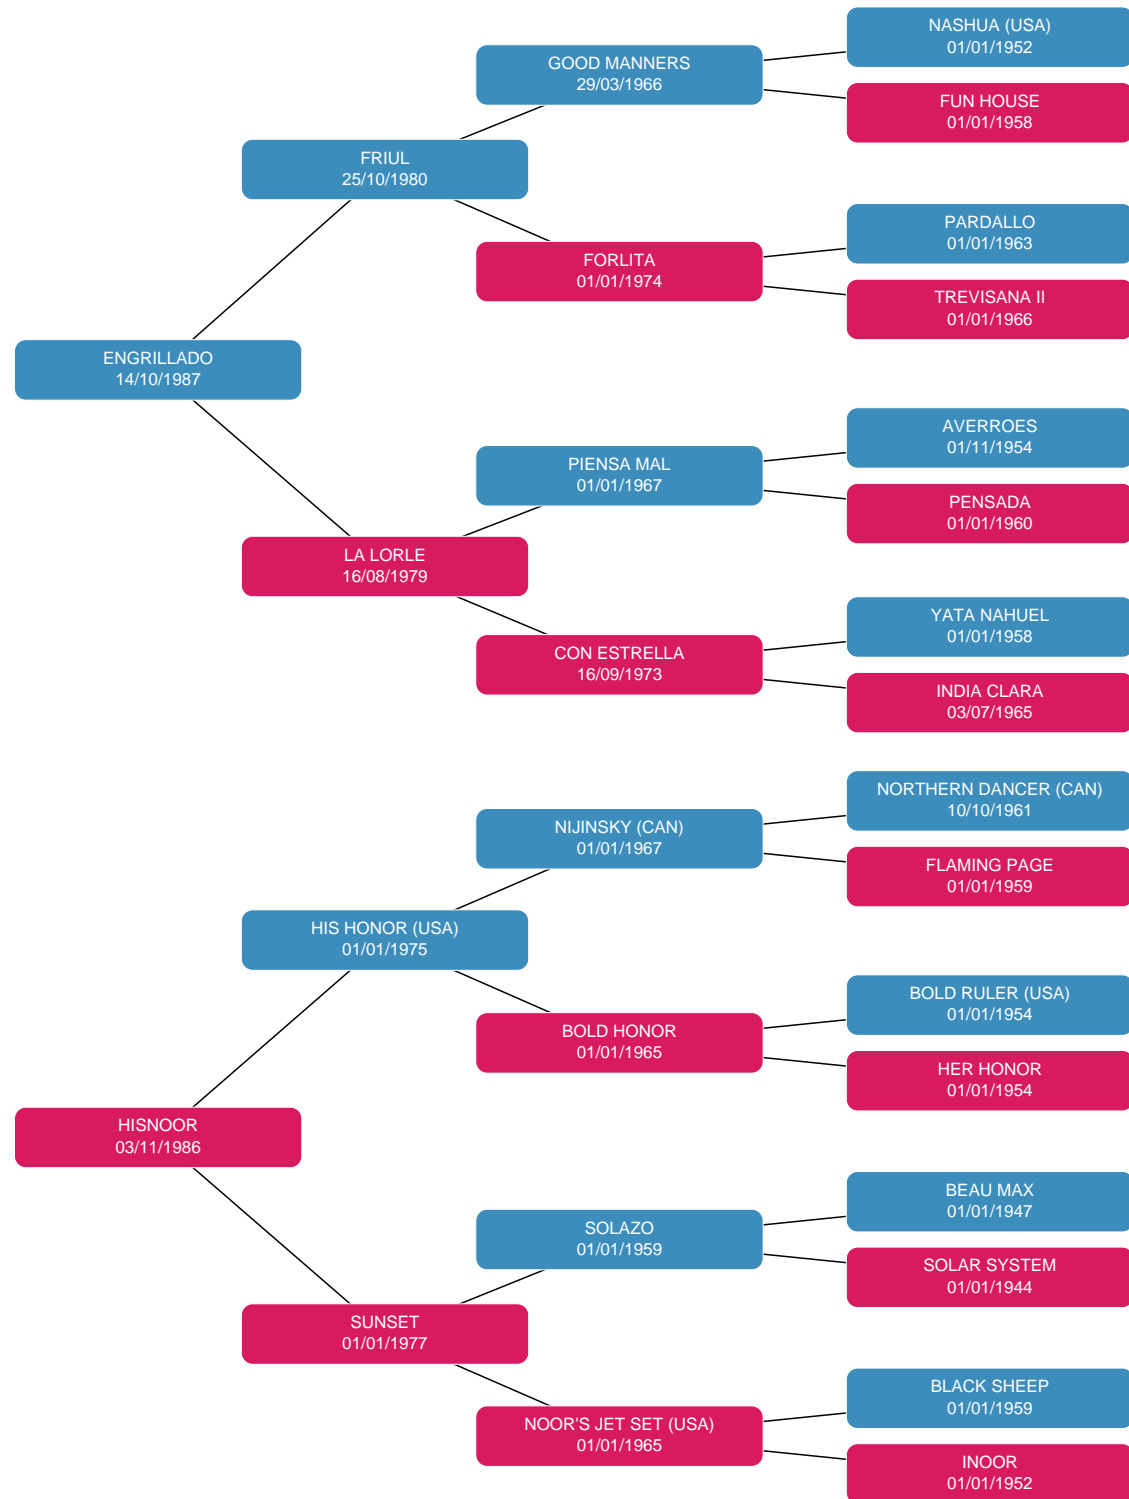 NASHUA (USA)
01/01/1952
GOOD MANNERS
29/03/1966
FUN HOUSE
01/01/1958
FRIUL
25/10/1980
PARDALLO
01/01/1963
FORLITA
01/01/1974
TREVISANA II
01/01/1966
ENGRILLADO
14/10/1987
AVERROES
01/11/1954
PIENSA MAL
01/01/1967
PENSADA
01/01/1960
LA LORLE
16/08/1979
YATA NAHUEL
01/01/1958
CON ESTRELLA
16/09/1973
INDIA CLARA
03/07/1965
NORTHERN DANCER (CAN)
10/10/1961
NIJINSKY (CAN)
01/01/1967
FLAMING PAGE
01/01/1959
HIS HONOR (USA)
01/01/1975
BOLD RULER (USA)
01/01/1954
BOLD HONOR
01/01/1965
HER HONOR
01/01/1954
HISNOOR
03/11/1986
BEAU MAX
01/01/1947
SOLAZO
01/01/1959
SOLAR SYSTEM
01/01/1944
SUNSET
01/01/1977
BLACK SHEEP
01/01/1959
NOOR'S JET SET (USA)
01/01/1965
INOOR
01/01/1952